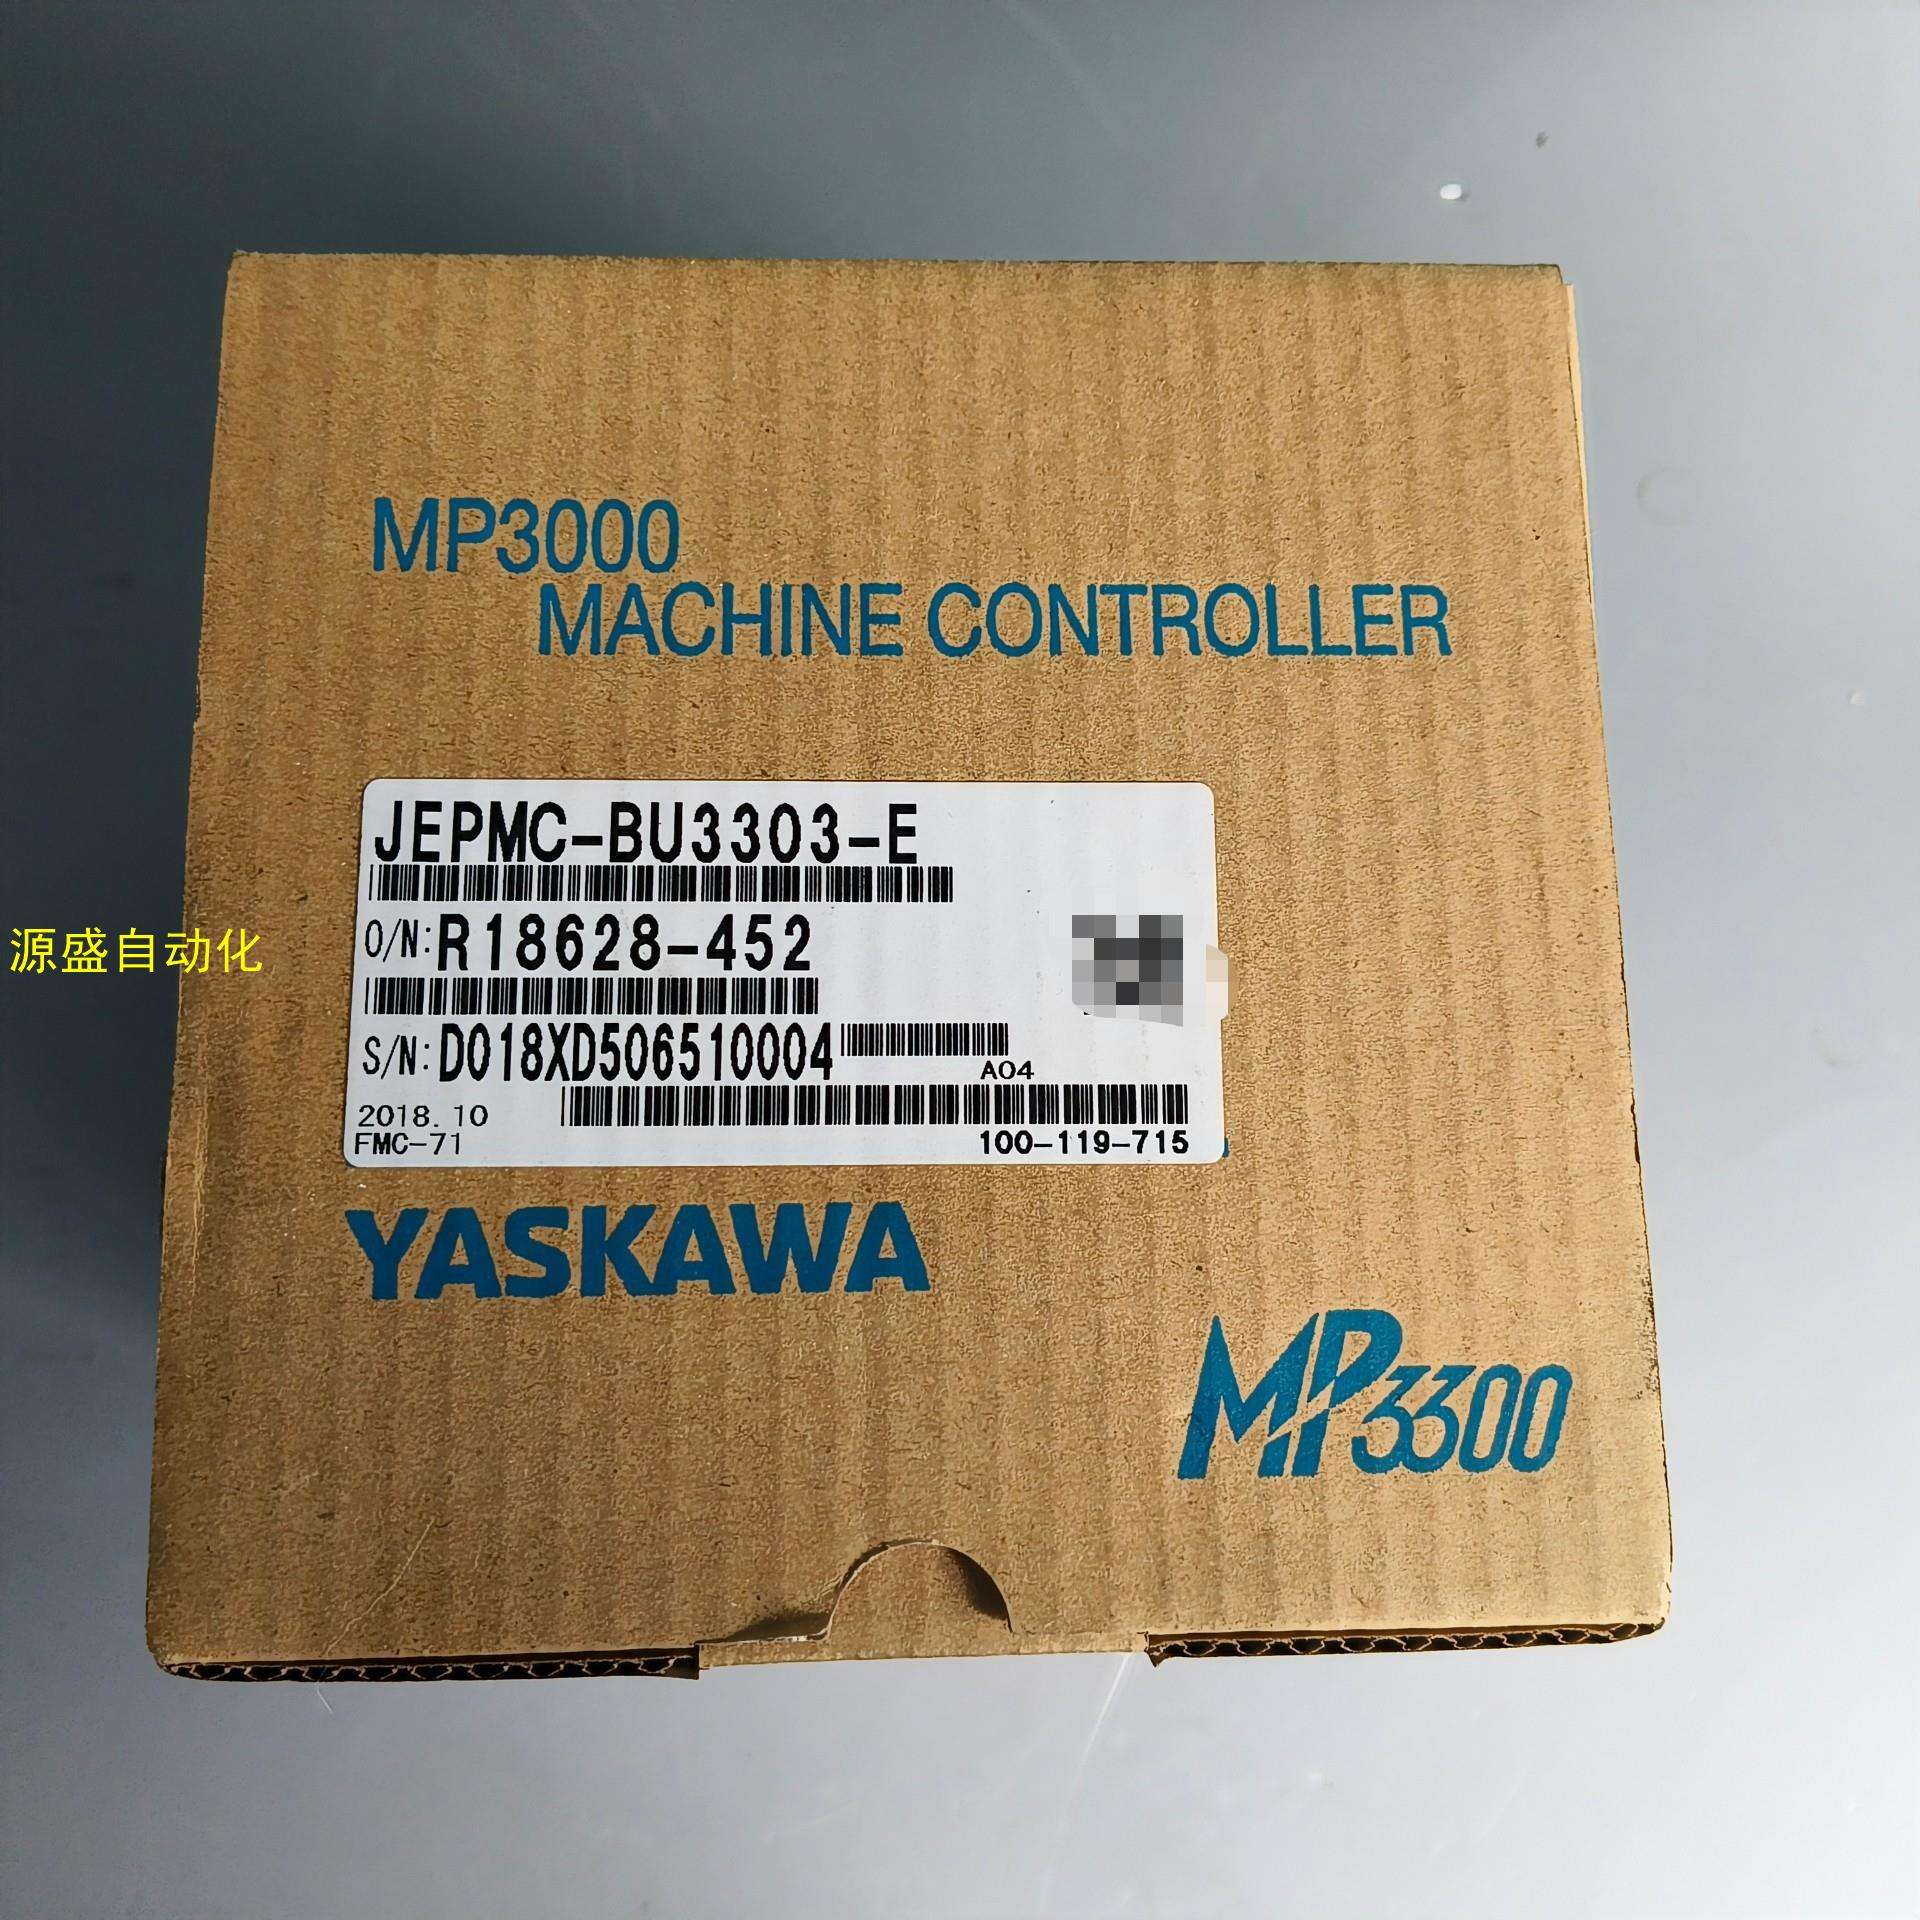 MP3000
MACHINE CONTROLLER
JEPMC-BU3303-E
O/N: R18628-452
S/N: D018XD506510004
A04
2018.10
FMC-71
100-119-715
源盛自动化
YASKAWA
MP3300